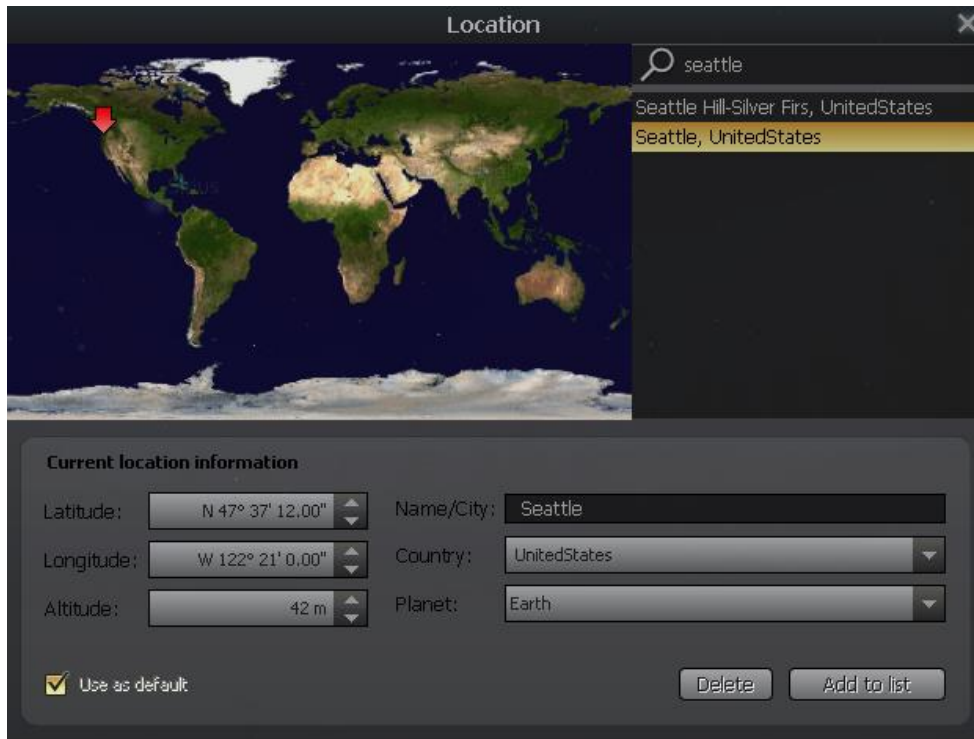 Location
seattle
Seattle Hill-Silver Firs, UnitedStates
Seattle, UnitedStates
Current location information
Latitude: N 47° 37' 12.00"
Name/City: Seattle
Longitude: W 122° 21' 0.00"
Country: UnitedStates
Altitude: 42 m
Planet: Earth
Use as default
Delete
Add to list